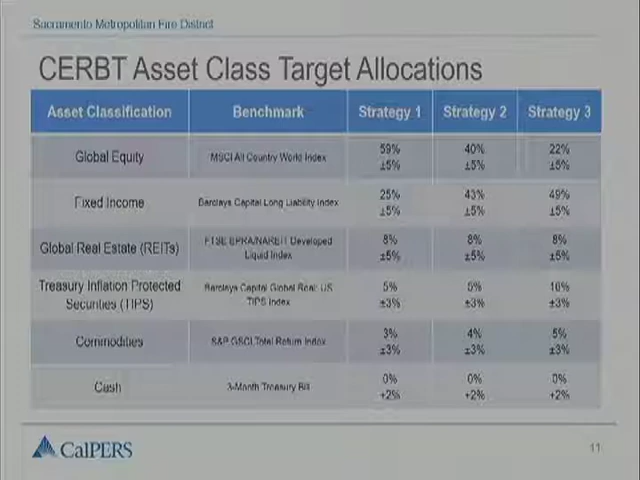 Sacramento Metropolitan Fire District
CERBT Asset Class Target Allocations
Asset Classification Benchmark Strategy 1 Strategy 2 Strategy 3
Global Equity MSCI All Country World Index 59% ±5% 40% ±5% 22% ±5%
Fixed Income Barclays Capital Long Liability Index 25% ±5% 43% ±5% 49% ±5%
Global Real Estate (REITs) FTSE EPRA/NAREIT Developed Liquid Index 8% ±5% 8% ±5% 8% ±5%
Treasury Inflation Protected Securities (TIPS) Barclays Capital Global Real: US TIPS Index 5% ±3% 5% ±3% 16% ±3%
Commodities S&P GSCI Total Return Index 3% ±3% 4% ±3% 5% ±3%
Cash 3-Month Treasury Bill 0% +2% 0% +2% 0% +2%
CalPERS
11